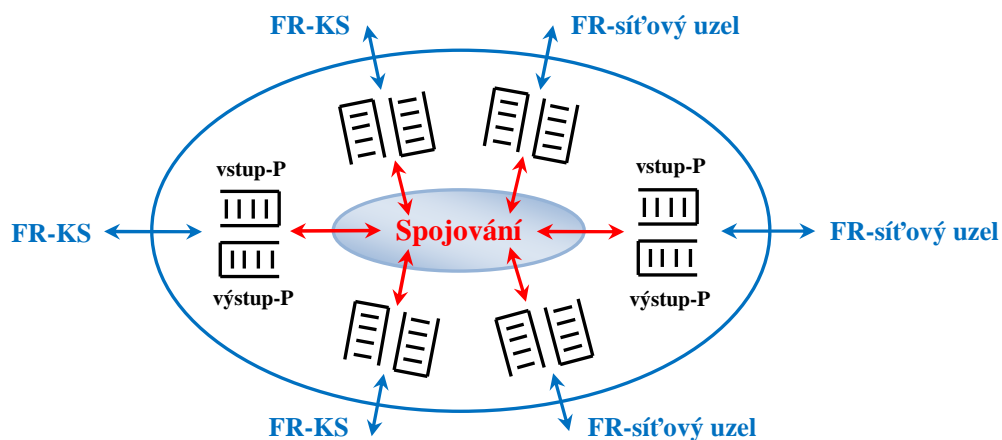 FR-KS
FR-síťový uzel
vstup-P
vstup-P
FR-KS
Spojování
FR-síťový uzel
výstup-P
výstup-P
FR-KS
FR-síťový uzel